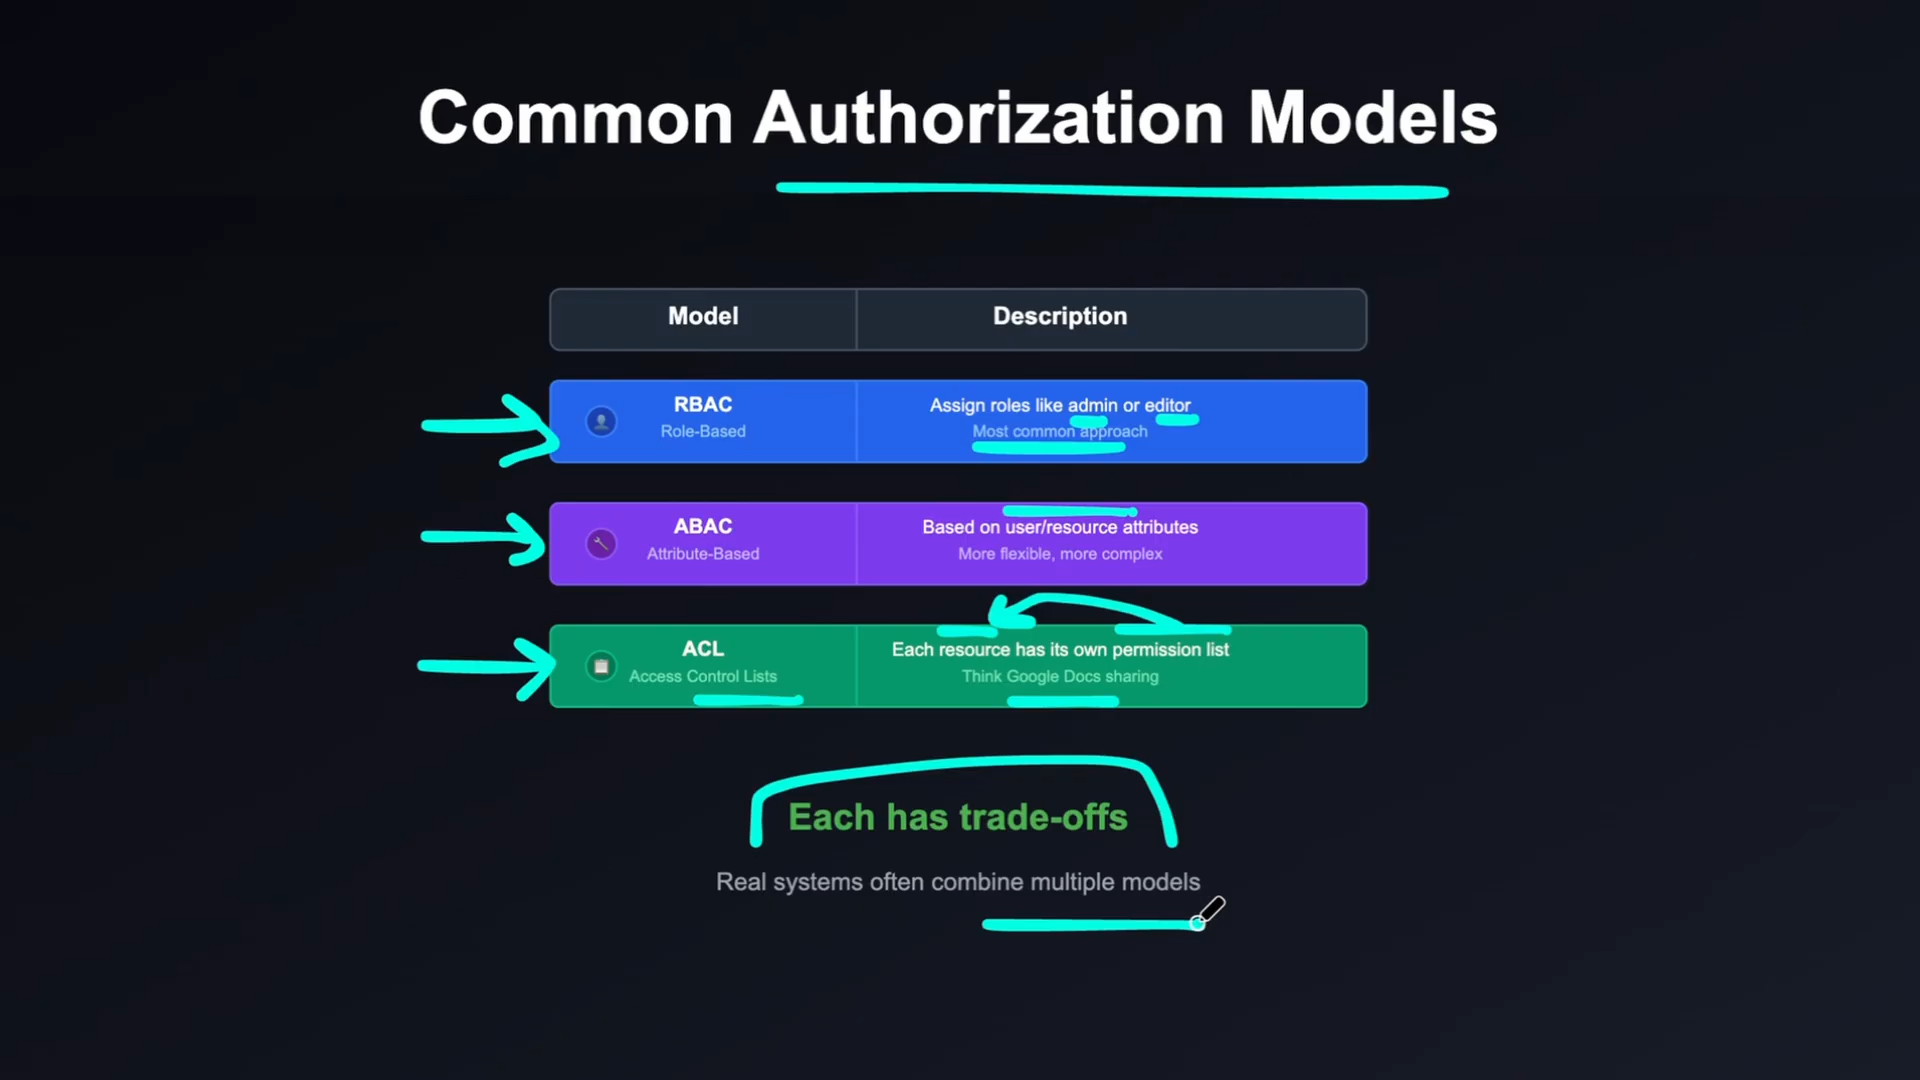 Common Authorization Models
Model
Description
RBAC
Role-Based
Assign roles like admin or editor
Most common approach
ABAC
Attribute-Based
Based on user/resource attributes
More flexible, more complex
ACL
Access Control Lists
Each resource has its own permission list
Think Google Docs sharing
Each has trade-offs
Real systems often combine multiple models